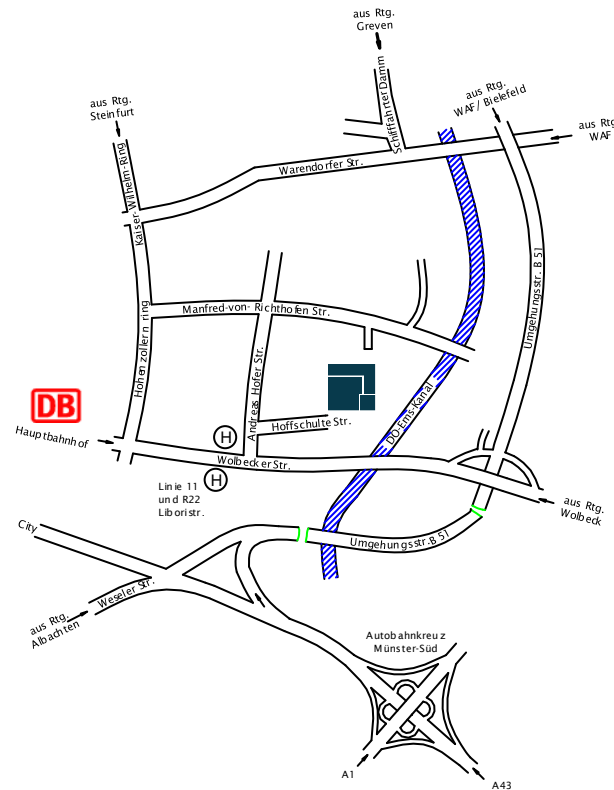 aus Rtg.
Greven
Schifffahrter Damm
aus Rtg.
WAF/ Bielefeld
aus Rtg.
WAF
aus Rtg.
Steinfurt
Kaiser-Wilhelm-Ring
Warendorfer Str.
Umgehungsstr. B 51
Manfred-von- Richthofen Str.
Hohenzollern ring
Andreas Hofer Str.
DO-Ems-Kanal
DB
Hauptbahnhof
H
Hoffschulte Str.
Wolbecker Str.
H
Linie 11
und R22
Liboristr.
aus Rtg.
Wolbeck
City
Umgehungsstr.B 51
Weseler Str.
aus Rtg.
Albachten
Autobahnkreuz
Münster-Süd
A1
A43